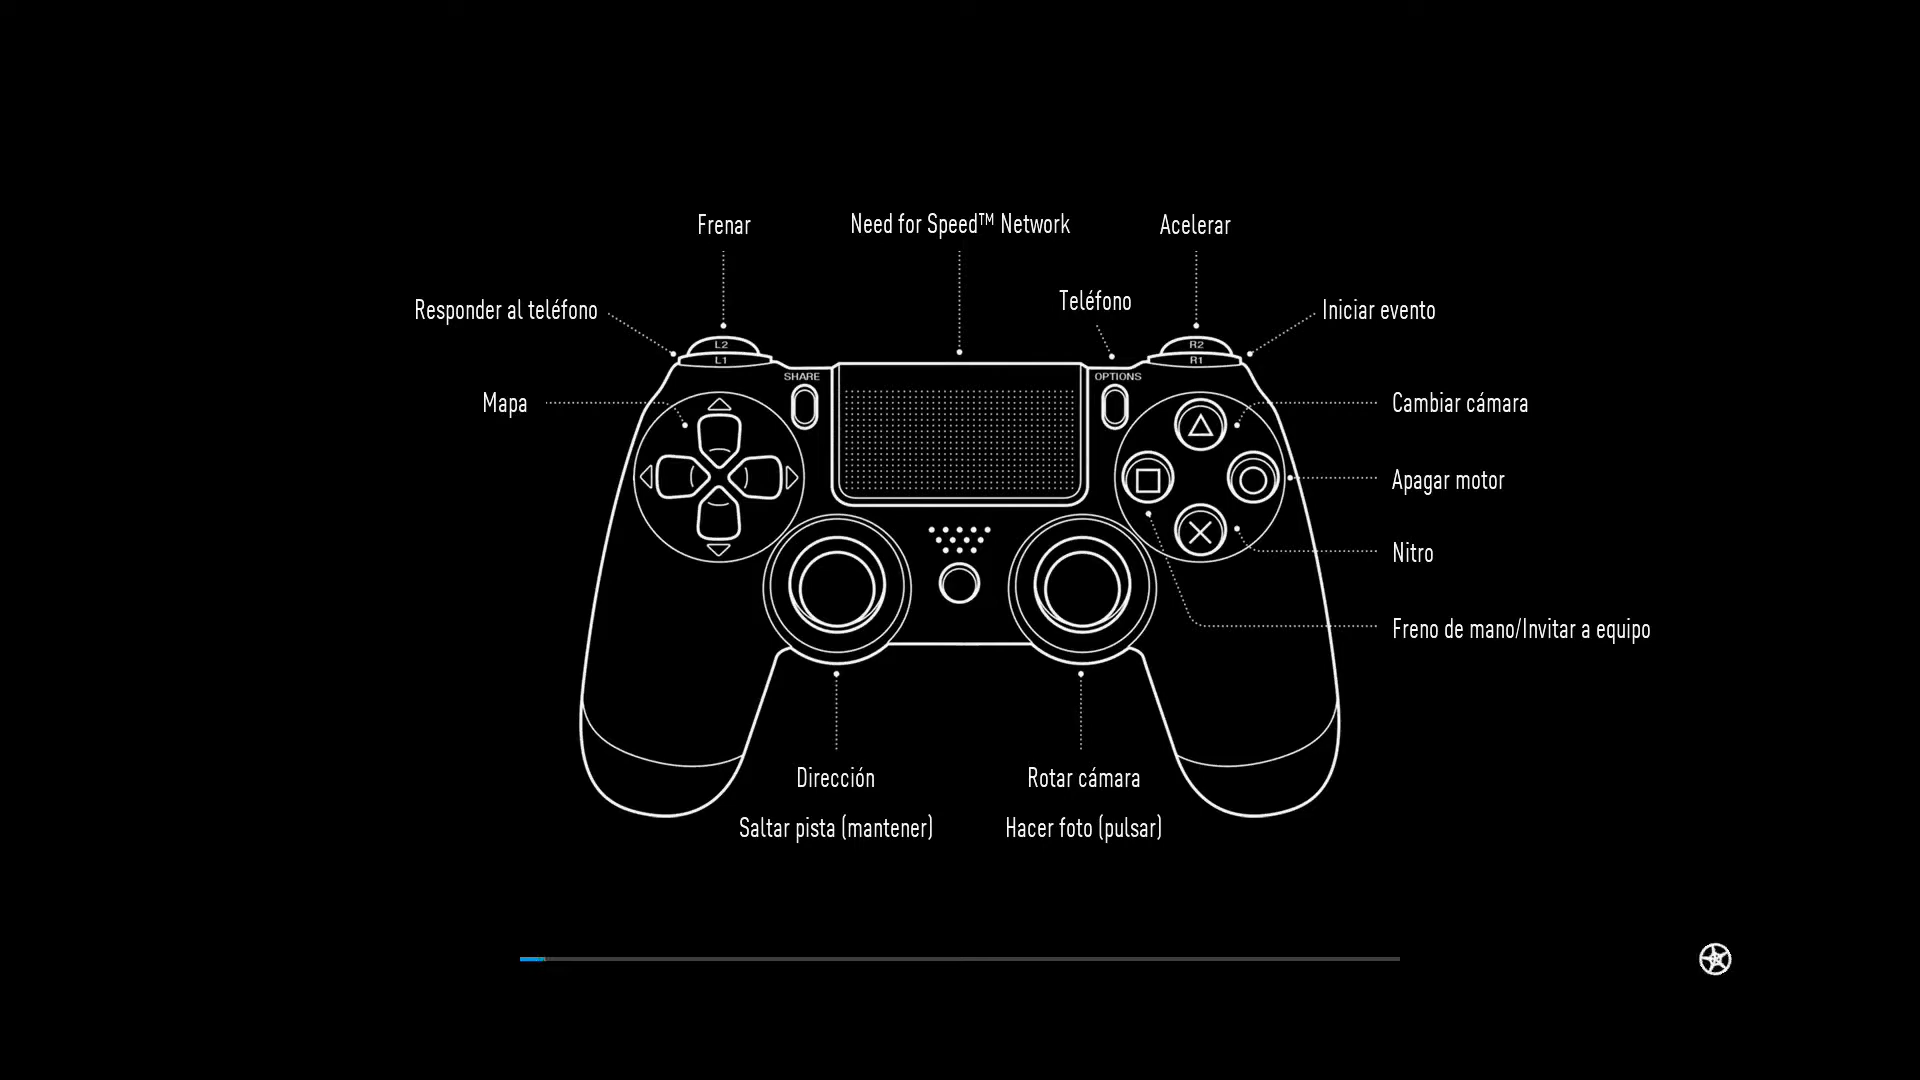 Frenar
Need for Speed™ Network
Acelerar
Responder al teléfono
Teléfono
Iniciar evento
L2
L1
R2
R1
SHARE
OPTIONS
Mapa
Cambiar cámara
Apagar motor
Nitro
Freno de mano/Invitar a equipo
Dirección
Saltar pista (mantener)
Rotar cámara
Hacer foto (pulsar)